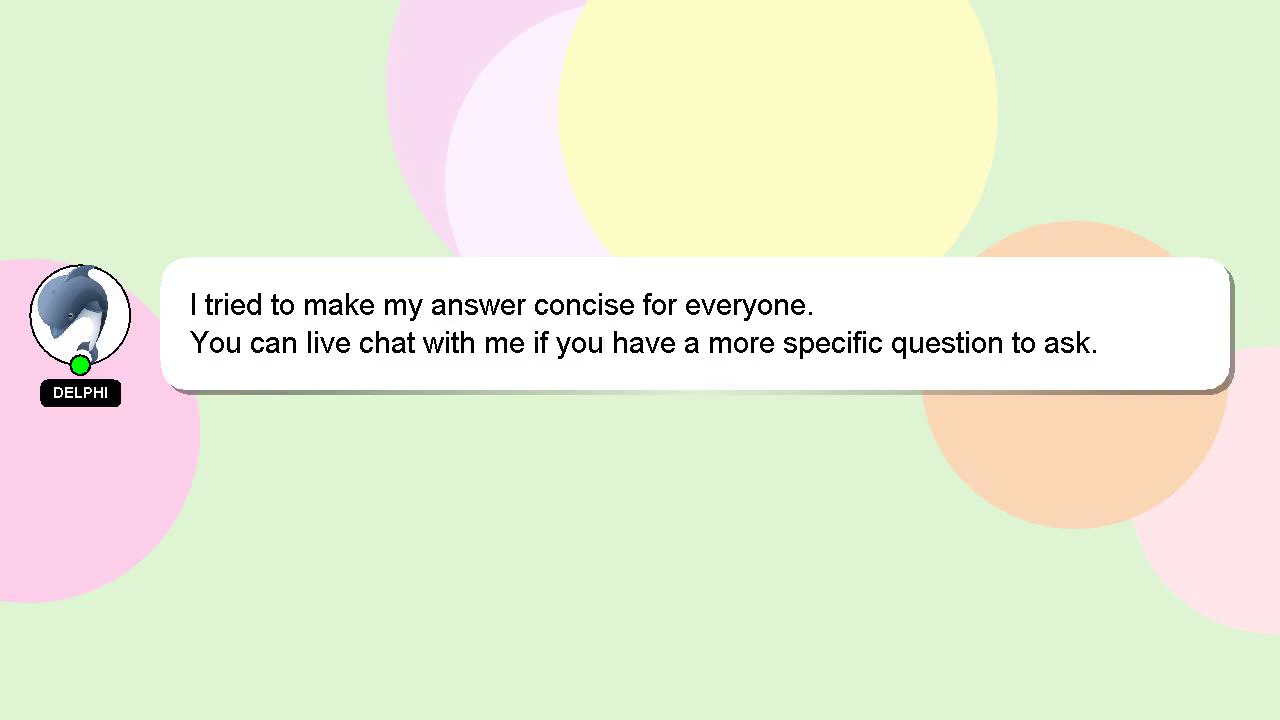 I tried to make my answer concise for everyone.
You can live chat with me if you have a more specific question to ask.
DELPHI